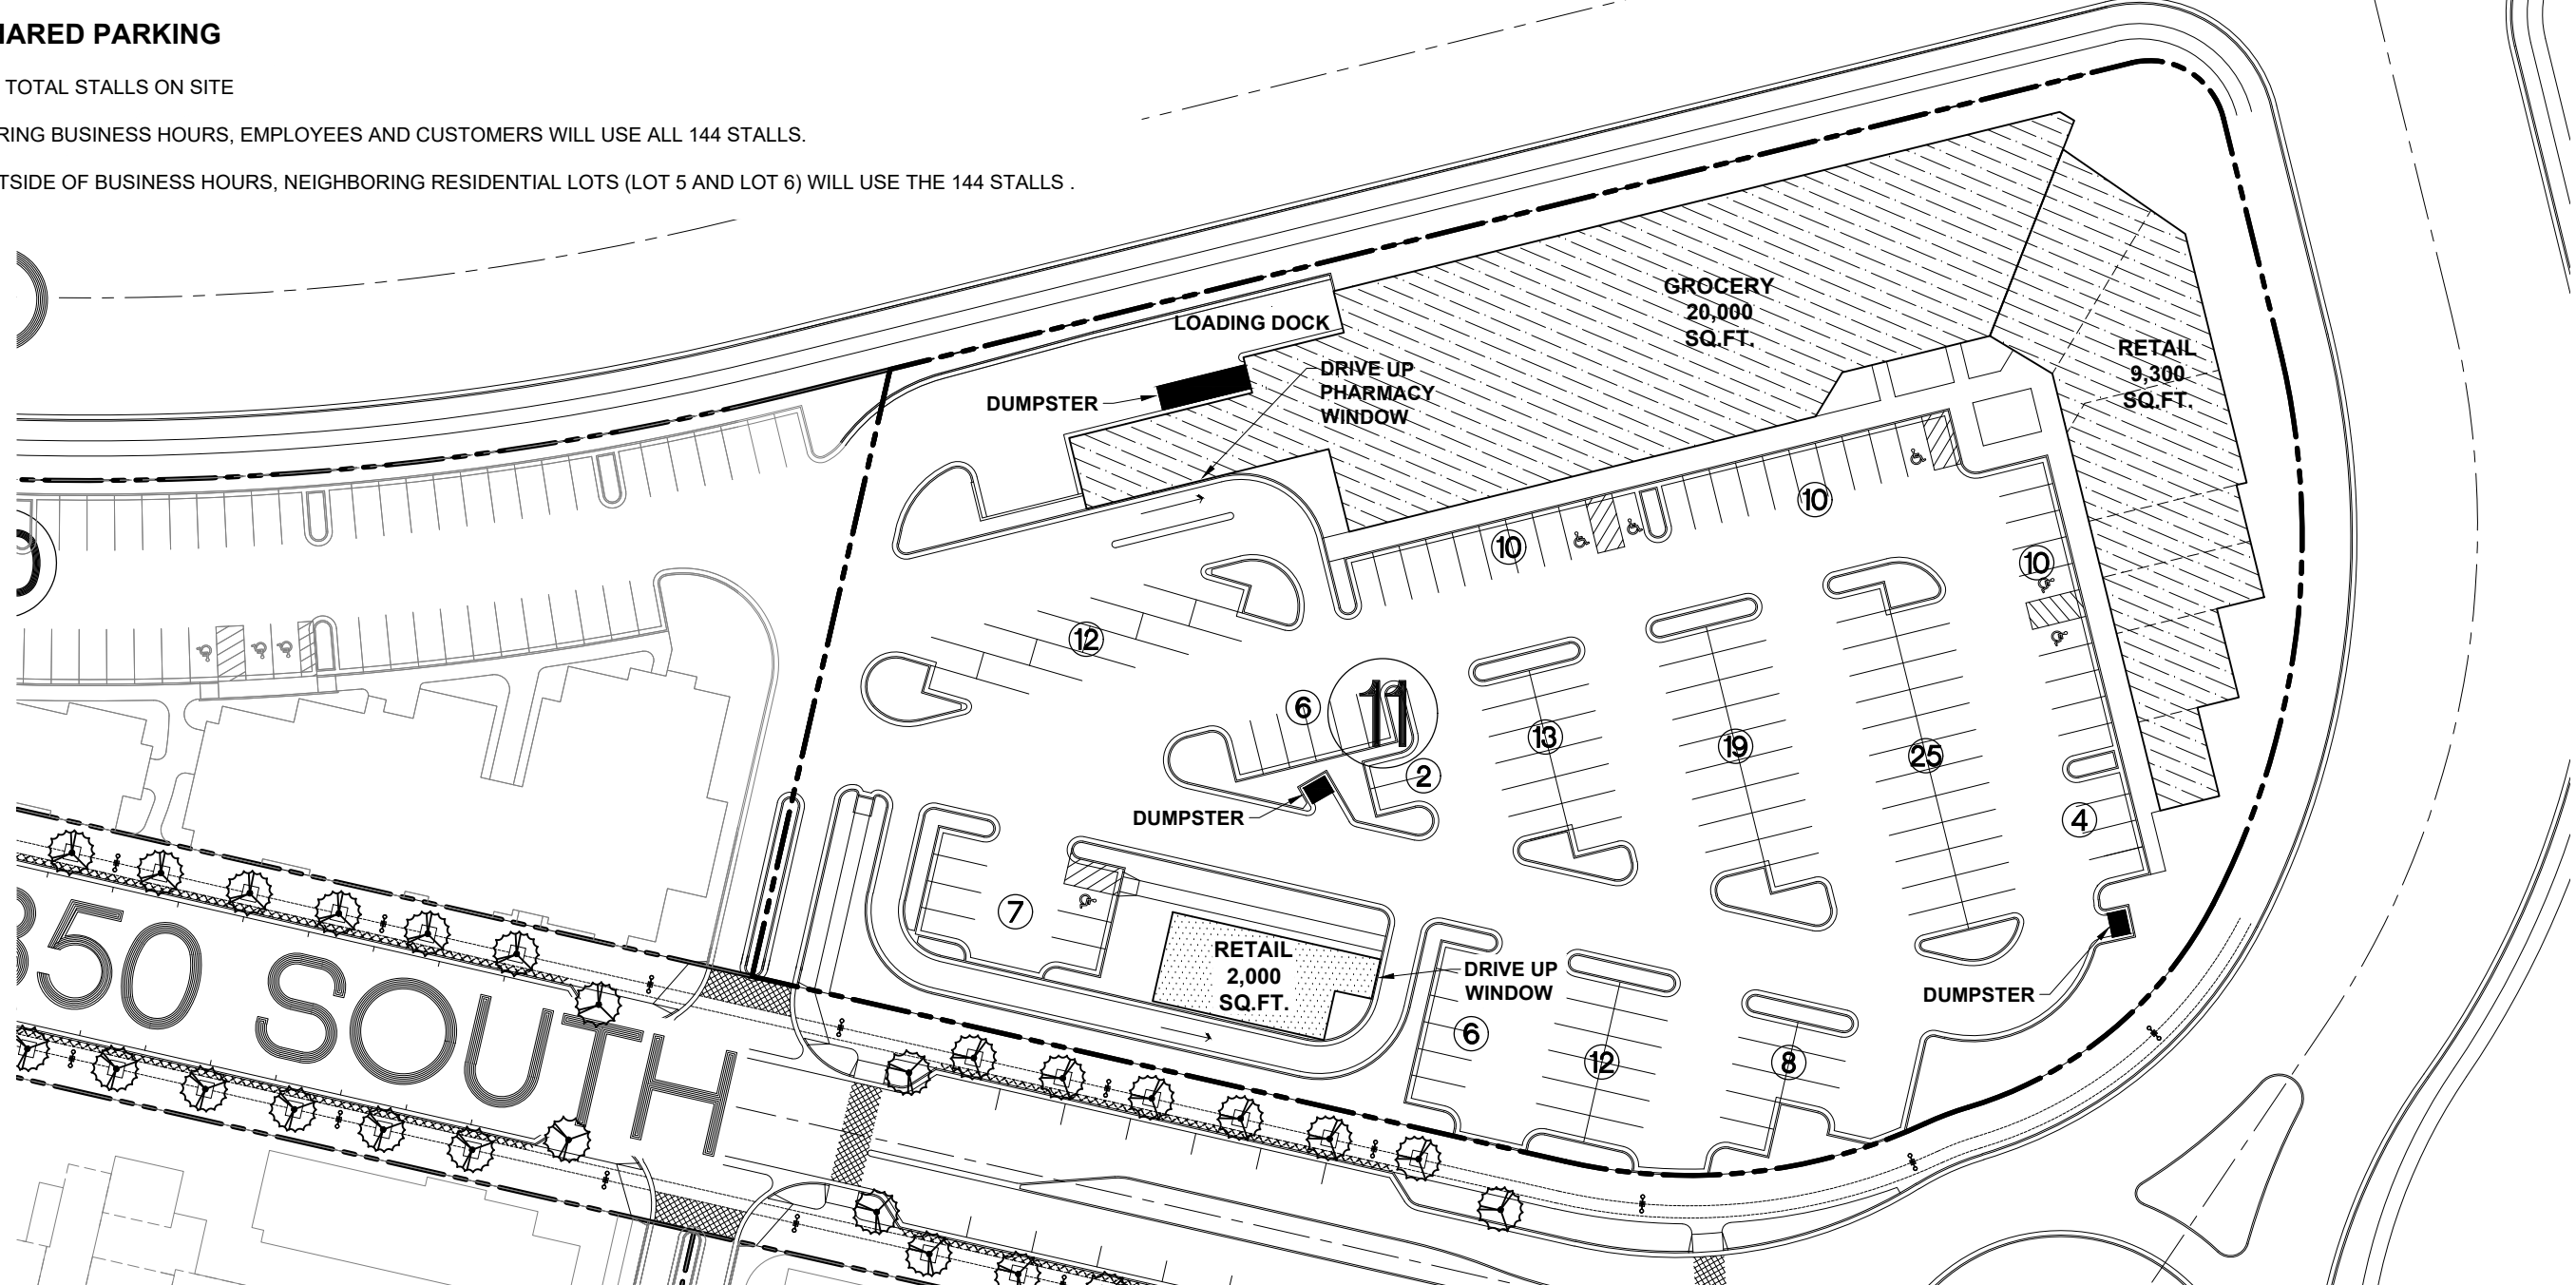 HARED PARKING
TOTAL STALLS ON SITE
RING BUSINESS HOURS, EMPLOYEES AND CUSTOMERS WILL USE ALL 144 STALLS.
TSIDE OF BUSINESS HOURS, NEIGHBORING RESIDENTIAL LOTS (LOT 5 AND LOT 6) WILL USE THE 144 STALLS .
GROCERY
20,000
SQ.FT.
LOADING DOCK
RETAIL
9,300
SQ.FT.
DRIVE UP
PHARMACY
WINDOW
DUMPSTER
10
10
10
12
6
11
13
19
25
2
DUMPSTER
4
7
RETAIL
2,000
SQ.FT.
DRIVE UP
WINDOW
DUMPSTER
6
12
8
350 SOUTH